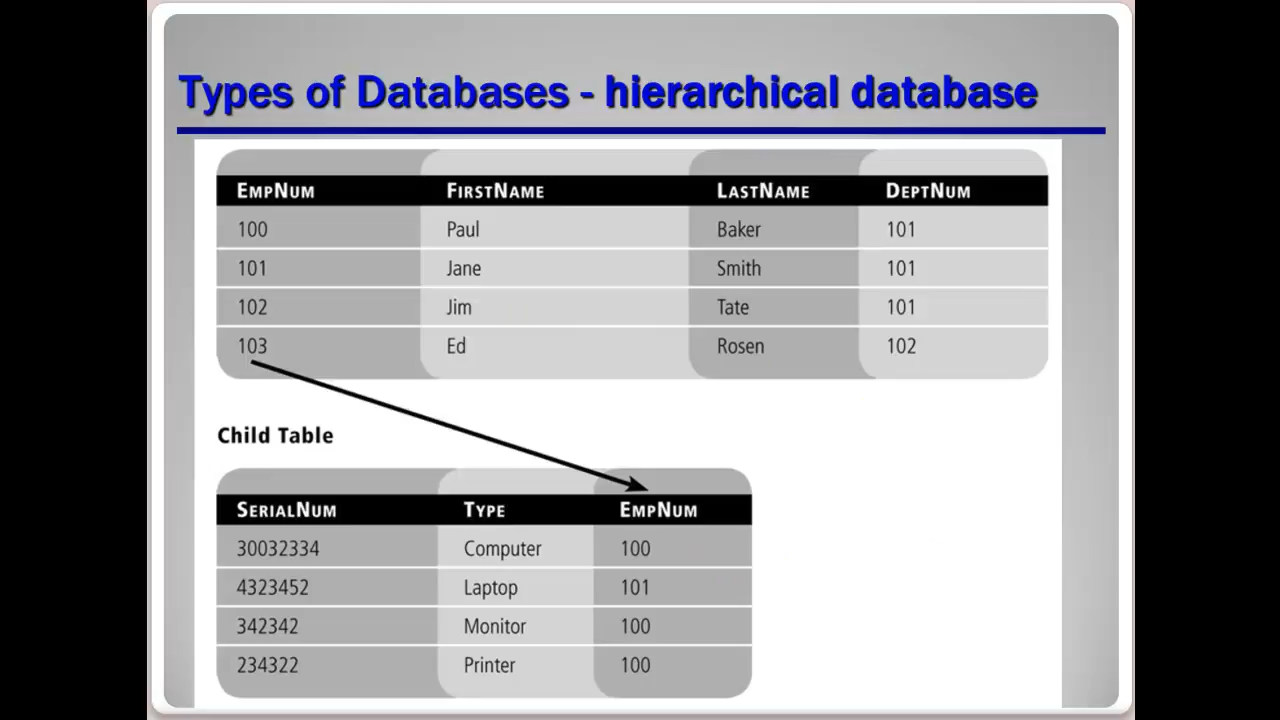 Types of Databases - hierarchical database
EMPNUM FIRSTNAME LASTNAME DEPTNUM
100 Paul Baker 101
101 Jane Smith 101
102 Jim Tate 101
103 Ed Rosen 102
Child Table
SERIALNUM TYPE EMPNUM
30032334 Computer 100
4323452 Laptop 101
342342 Monitor 100
234322 Printer 100